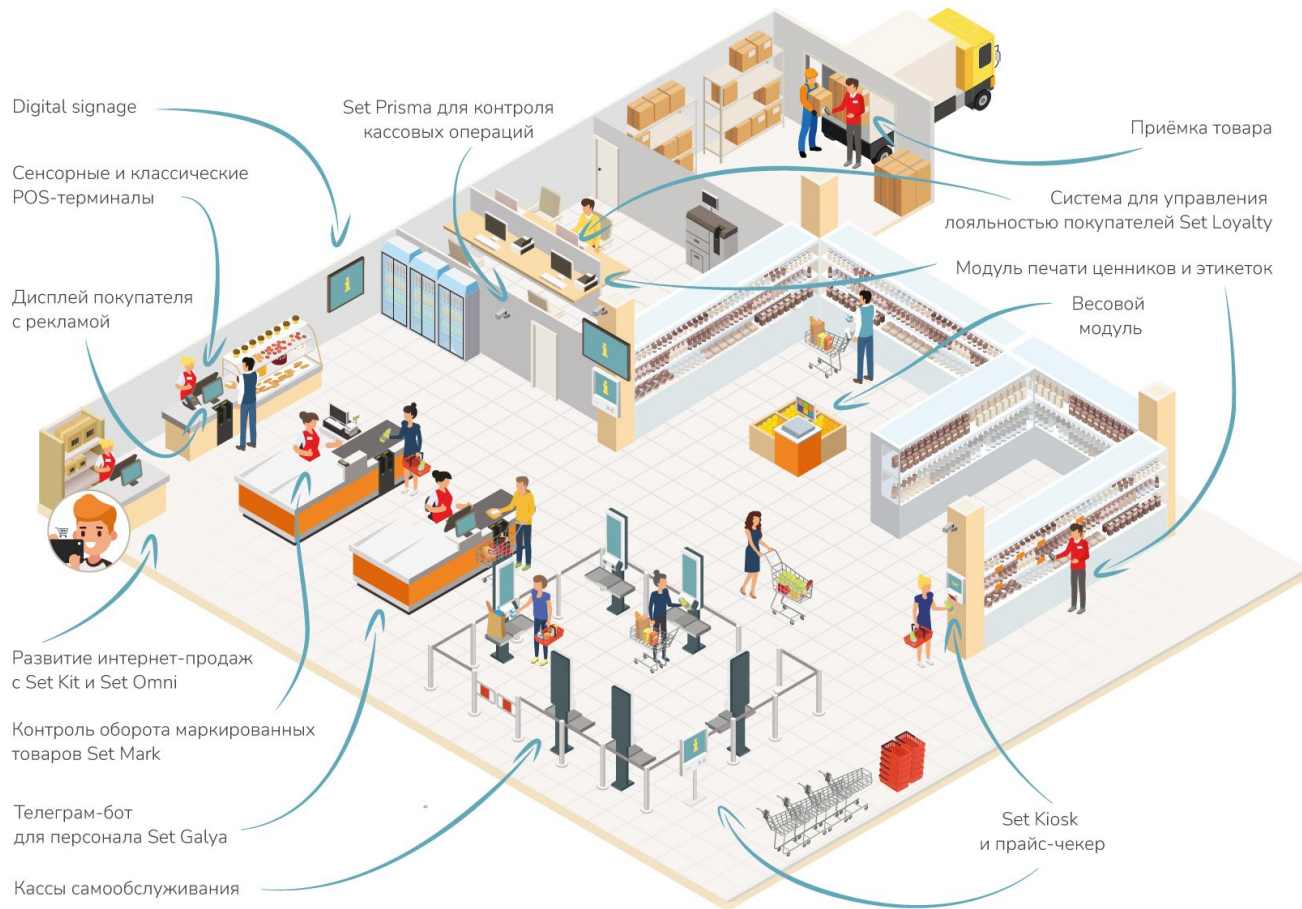 Digital signage
Сенсорные и классические
POS-терминалы
Дисплей покупателя
с рекламой
Set Prisma для контроля
кассовых операций
Приёмка товара
Система для управления
лояльностью покупателей Set Loyalty
Модуль печати ценников и этикеток
Весовой
модуль
Развитие интернет-продаж
с Set Kit и Set Omni
Контроль оборота маркированных
товаров Set Mark
Телеграм-бот
для персонала Set Galya
Кассы самообслуживания
Set Kiosk
и прайс-чекер